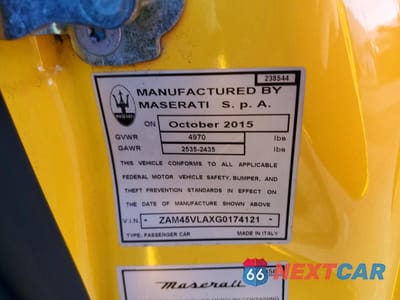 238544
MANUFACTURED BY
MASERATI S.p.A.
MASERATI
ON October 2015
GVWR 4970 lbs
GAWR 2535-2435 lbs
THIS VEHICLE CONFORMS TO ALL APPLICABLE
FEDERAL MOTOR VEHICLE SAFETY, BUMPER, AND
THEFT PREVENTION STANDARDS IN EFFECT ON
THE DATE OF MANUFACTURE SHOWN ABOVE
V.I.N. - ZAM45VLAXG0174121 -
TYPE: PASSENGER CAR MADE IN ITALY
Maserati
66 NEXTCAR